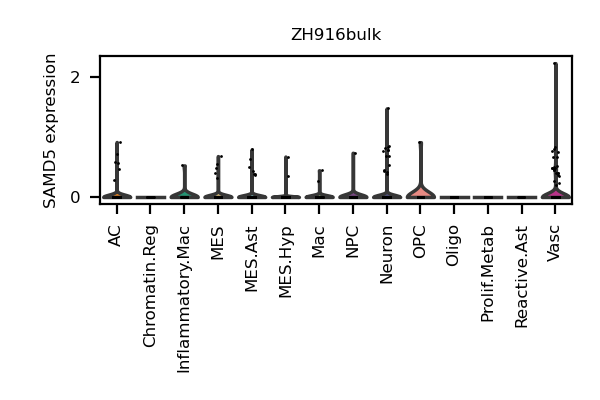 ZH916bulk
SAMD5 expression
2
0
AC
Chromatin.Reg
Inflammatory.Mac
MES
MES.Ast
MES.Hyp
Mac
NPC
Neuron
OPC
Oligo
Prolif.Metab
Reactive.Ast
Vasc